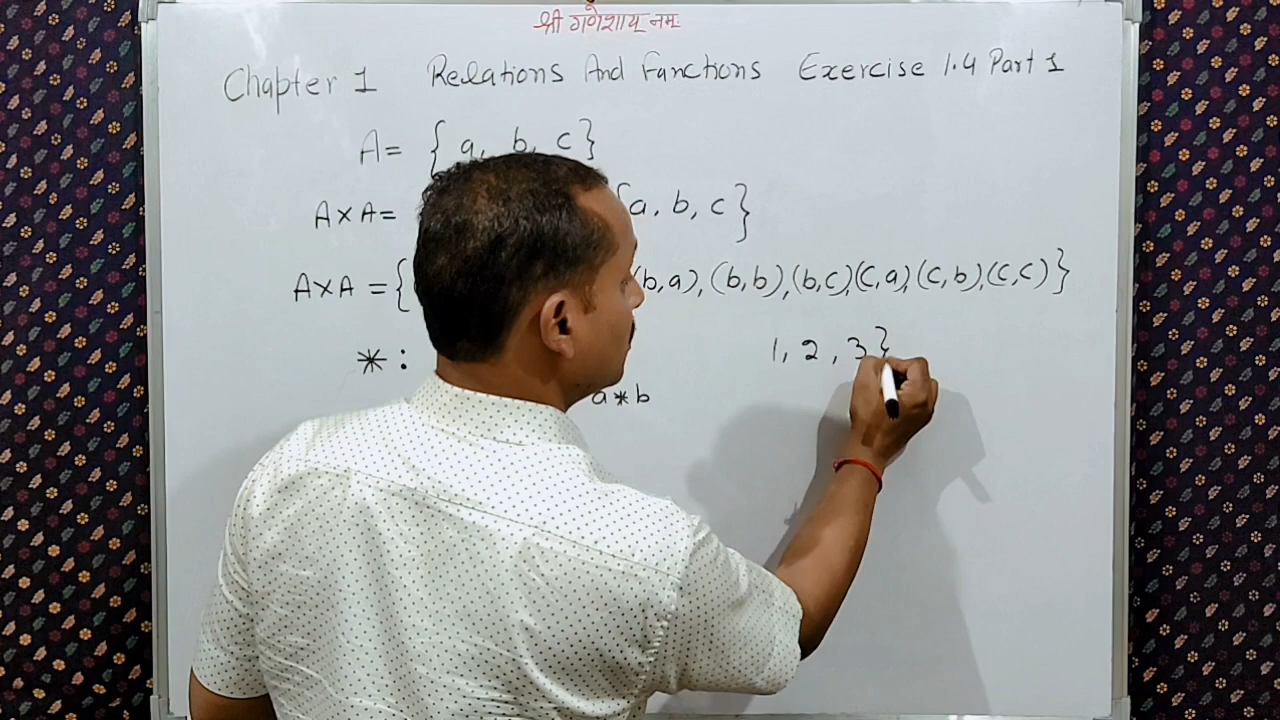 श्री गणेशाय नमः
Chapter 1 Relations And Functions Exercise 1.4 Part 1
A= { a, b, c}
A×A= {a, b, c}
A×A ={ (b,a),(b,b),(b,c)(c,a),(c,b),(c,c)}
*: 1, 2, 3}
a*b